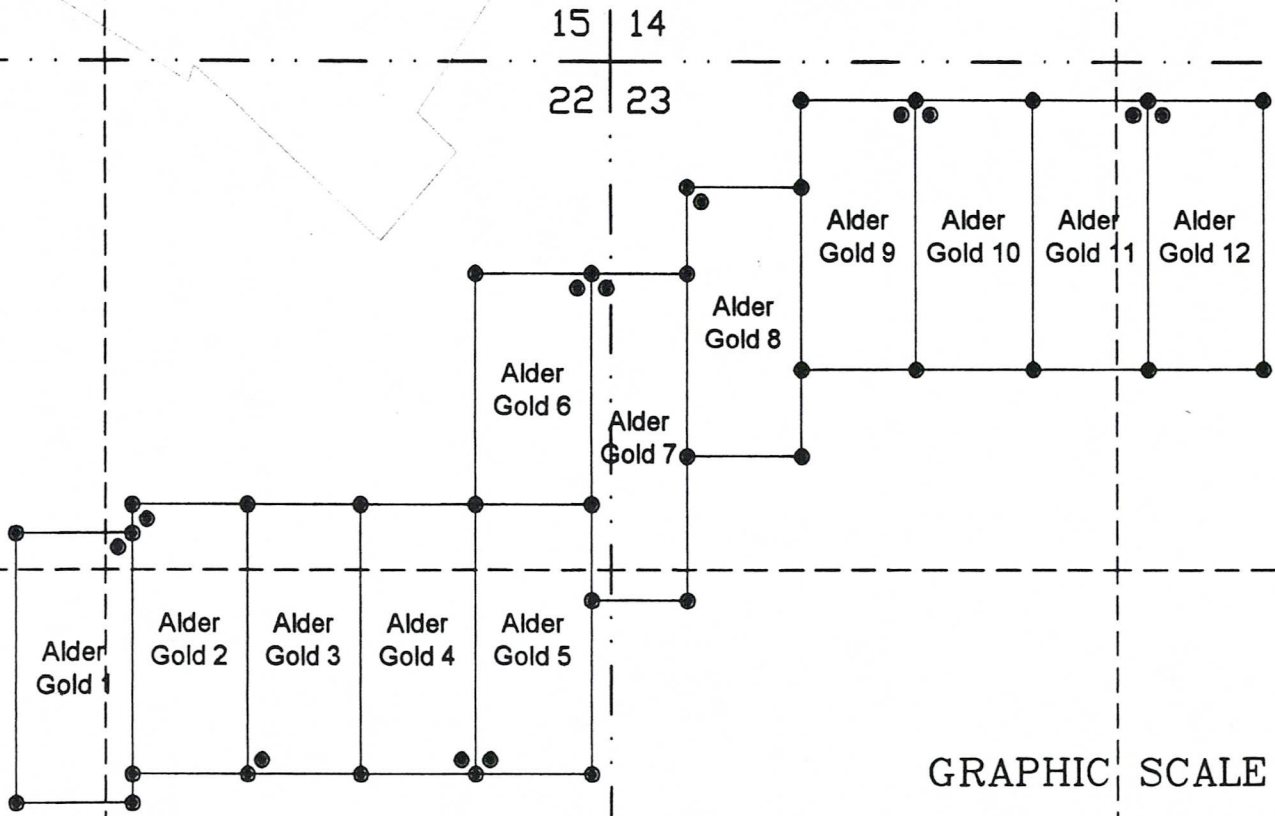 15 14
22 23
Alder
Gold 9
Alder
Gold 10
Alder
Gold 11
Alder
Gold 12
Alder
Gold 8
Alder
Gold 6
Alder
Gold 7
Alder
Gold 1
Alder
Gold 2
Alder
Gold 3
Alder
Gold 4
Alder
Gold 5
GRAPHIC SCALE